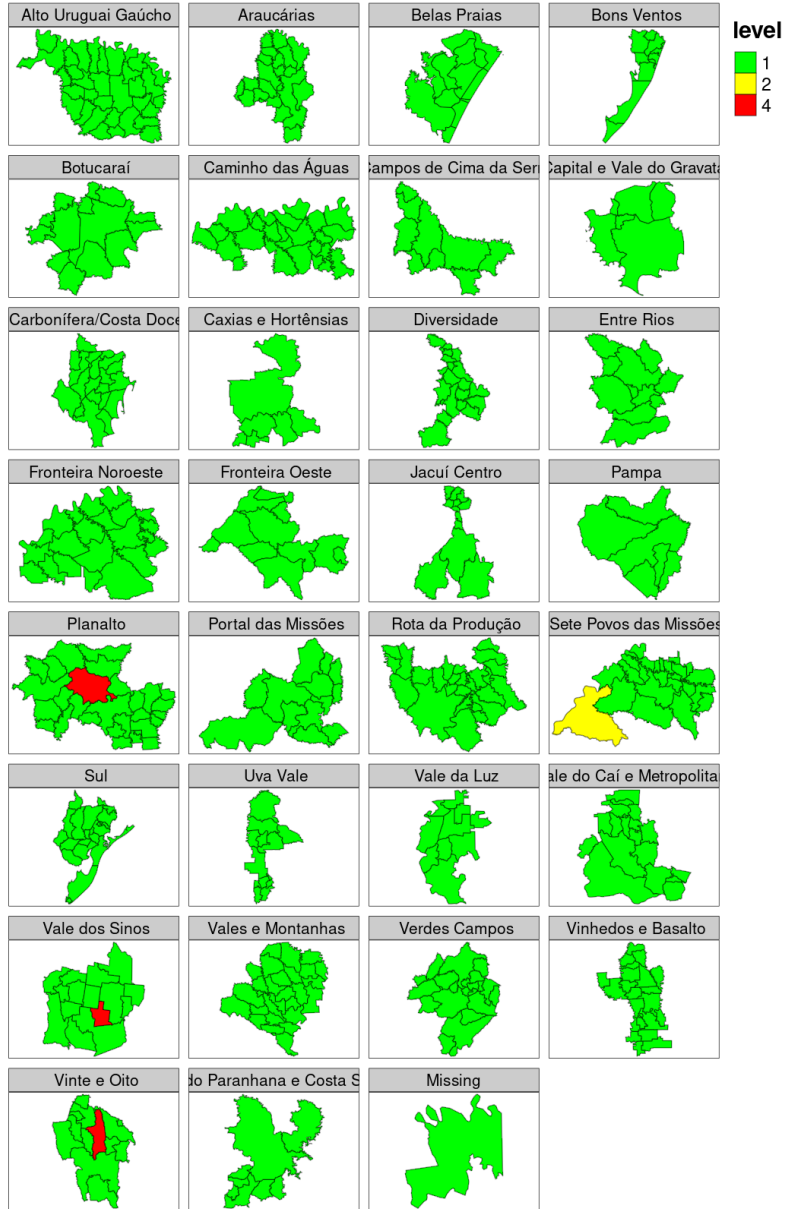 Alto Uruguai Gaúcho
Araucárias
Belas Praias
Bons Ventos
level
1
2
4
Botucaraí
Caminho das Águas
Campos de Cima da Serr
Capital e Vale do Gravata
Carbonífera/Costa Doce
Caxias e Hortênsias
Diversidade
Entre Rios
Fronteira Noroeste
Fronteira Oeste
Jacuí Centro
Pampa
Planalto
Portal das Missões
Rota da Produção
Sete Povos das Missões
Sul
Uva Vale
Vale da Luz
ale do Caí e Metropolita
Vale dos Sinos
Vales e Montanhas
Verdes Campos
Vinhedos e Basalto
Vinte e Oito
do Paranhana e Costa S
Missing